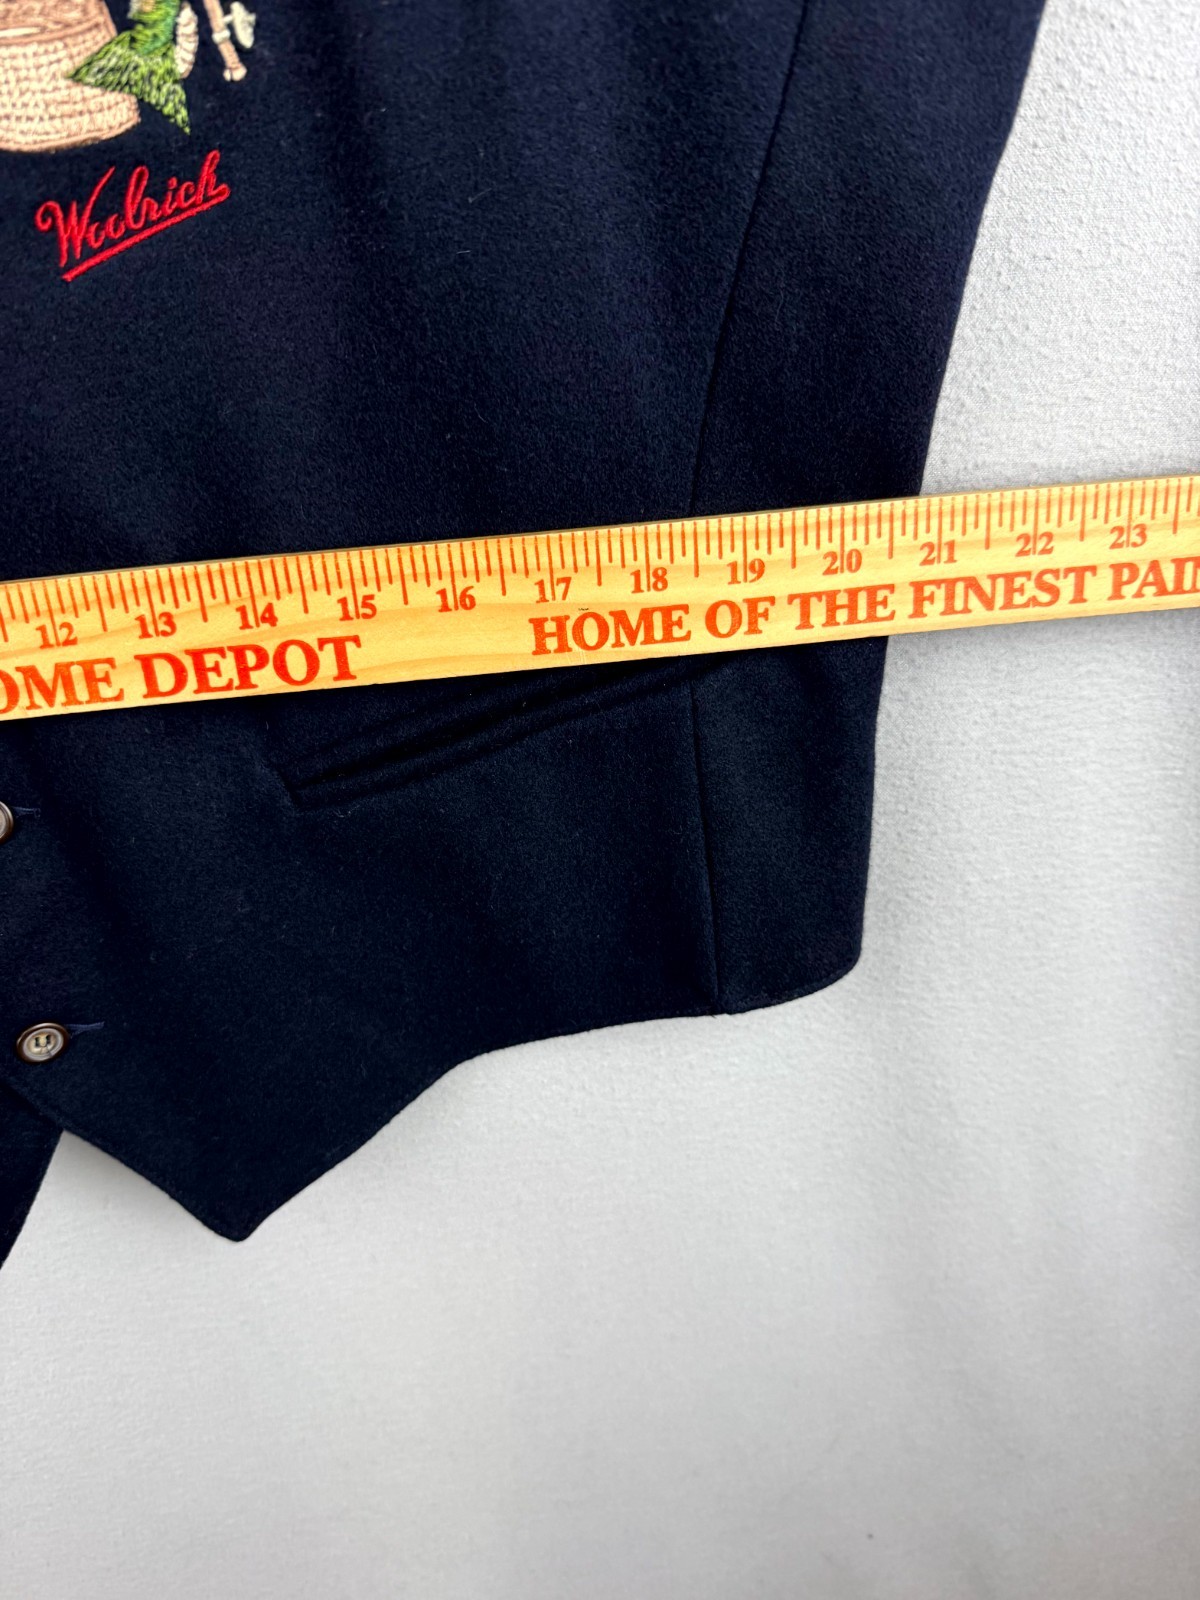 Woolrich
12 13 14 15 16 17 18 19 20 21 22 23
OME DEPOT HOME OF THE FINEST PAI